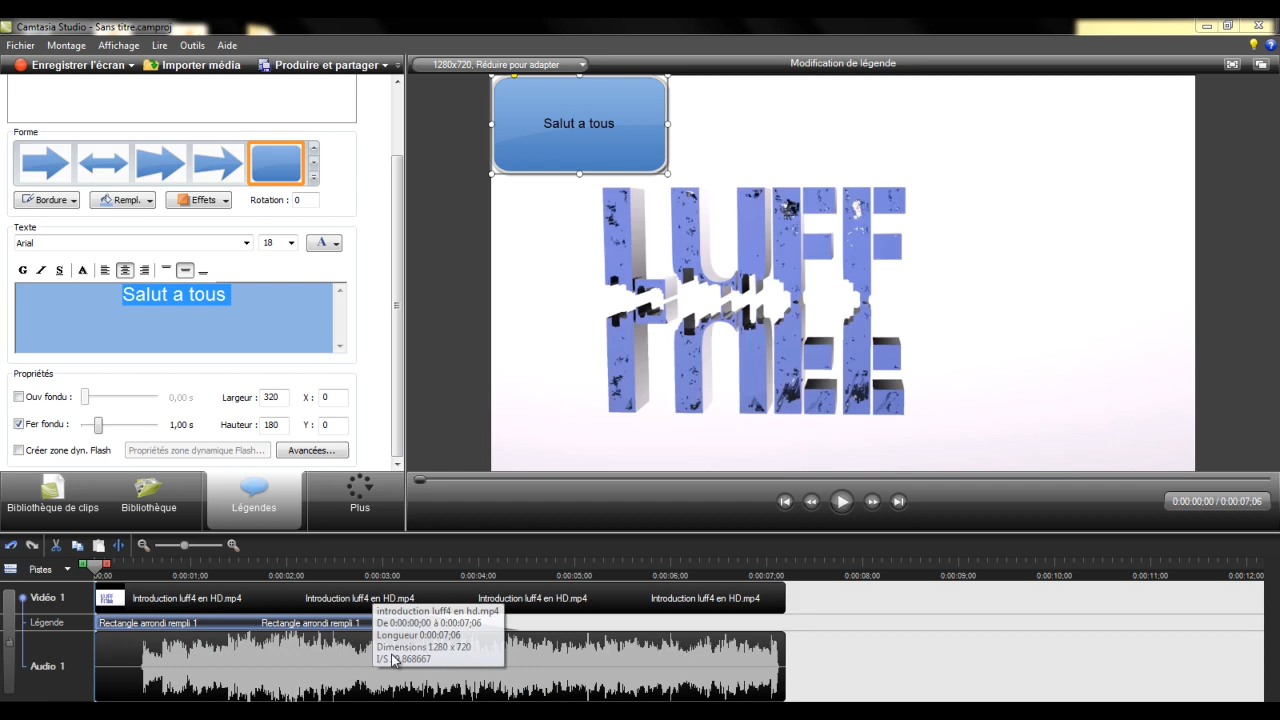 Camtasia Studio - Sans titre.camproj
Fichier Montage Affichage Lire Outils Aide
Enregistrer l'écran Importer média Produire et partager
1280x720, Réduire pour adapter
Modification de légende
Salut a tous
Forme
Bordure Rempl. Effets Rotation : 0
Texte
Arial 18 A
G I S A
Salut a tous
Propriétés
Ouv fondu : 0,00 s Largeur : 320 X : 0
Fer fondu : 1,00 s Hauteur : 180 Y : 0
Créer zone dyn. Flash Propriétés zone dynamique Flash... Avancées...
Bibliothèque de clips Bibliothèque Légendes Plus
0:00:00;00 / 0:00:07;06
Pistes
00;00 0:00:01;00 0:00:02;00 0:00:03;00 0:00:04;00 0:00:05;00 0:00:06;00 0:00:07;00 0:00:08;00 0:00:09;00 0:00:10;00 0:00:11;00 0:00:12;00
Vidéo 1 Introduction luff4 en HD.mp4 Introduction luff4 en HD.mp4 Introduction luff4 en HD.mp4 Introduction luff4 en HD.mp4
Légende Rectangle arrondi rempli 1 Rectangle arrondi rempli 1
Audio 1
introduction luff4 en hd.mp4
De 0:00:00;00 à 0:00:07;06
Longueur 0:00:07;06
Dimensions 1280 x 720